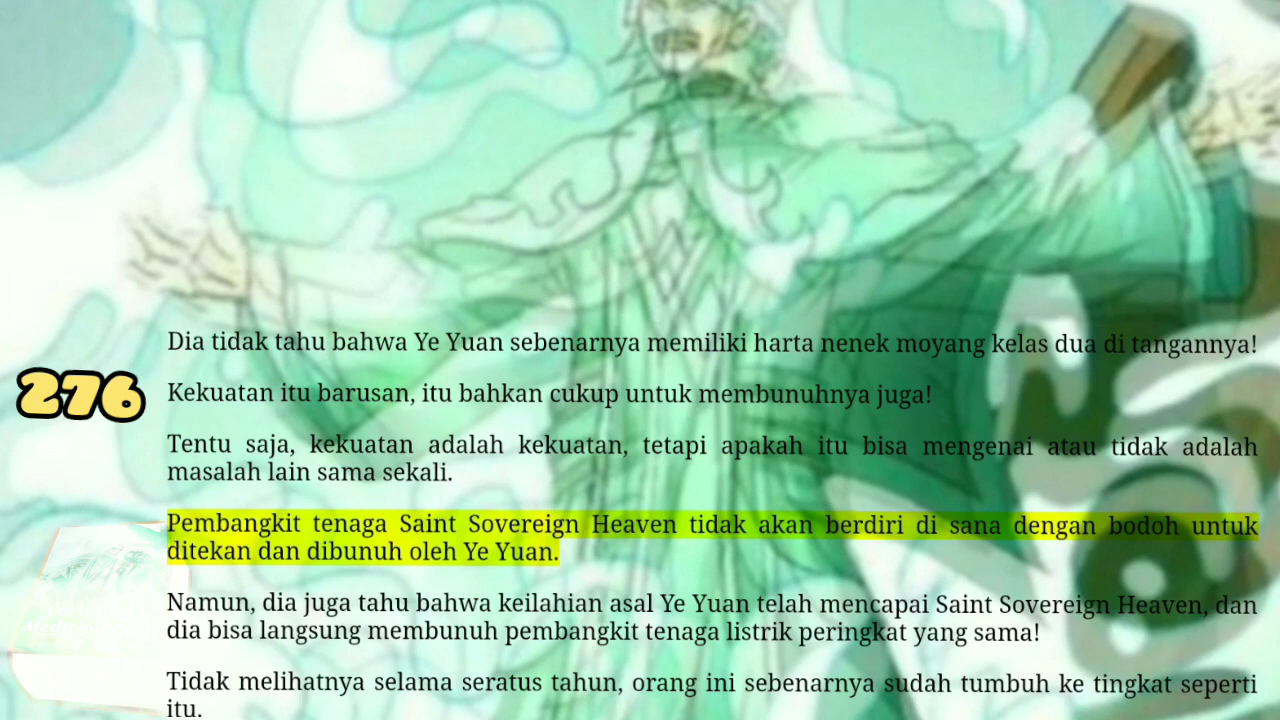 Dia tidak tahu bahwa Ye Yuan sebenarnya memiliki harta nenek moyang kelas dua di tangannya!
276
Kekuatan itu barusan, itu bahkan cukup untuk membunuhnya juga!
Tentu saja, kekuatan adalah kekuatan, tetapi apakah itu bisa mengenai atau tidak adalah
masalah lain sama sekali.
Pembangkit tenaga Saint Sovereign Heaven tidak akan berdiri di sana dengan bodoh untuk
ditekan dan dibunuh oleh Ye Yuan.
Namun, dia juga tahu bahwa keilahian asal Ye Yuan telah mencapai Saint Sovereign Heaven, dan
dia bisa langsung membunuh pembangkit tenaga listrik peringkat yang sama!
Tidak melihatnya selama seratus tahun, orang ini sebenarnya sudah tumbuh ke tingkat seperti
itu.